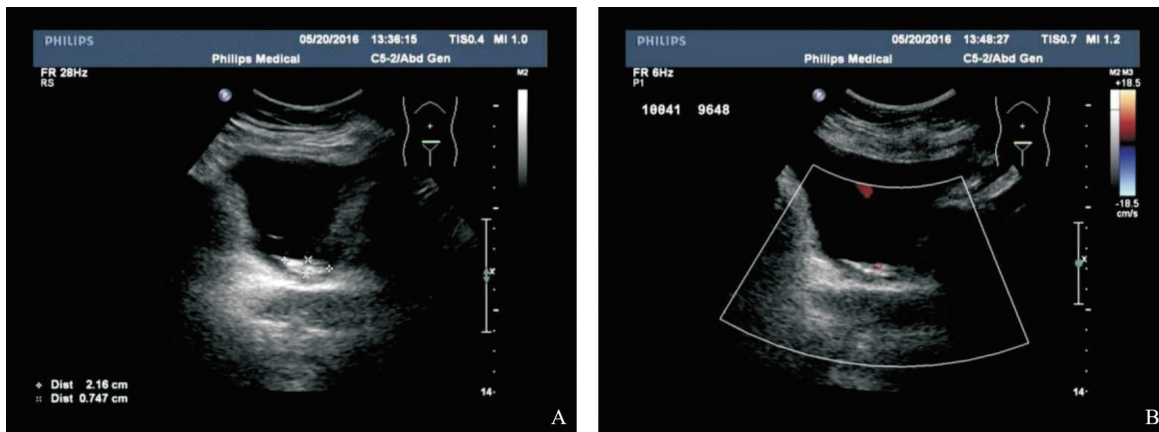 PHILIPS
05/20/2016 13:36:15 TIS0.4 MI 1.0
Philips Medical C5-2/Abd Gen
FR 28Hz
RS
M2
x
14
Dist 2.16 cm
Dist 0.747 cm
A
PHILIPS
05/20/2016 13:48:27 TIS0.7 MI 1.2
Philips Medical C5-2/Abd Gen
FR 6Hz
P1
M2 M3
+18.5
10041 9648
-18.5
cm/s
x
14
B